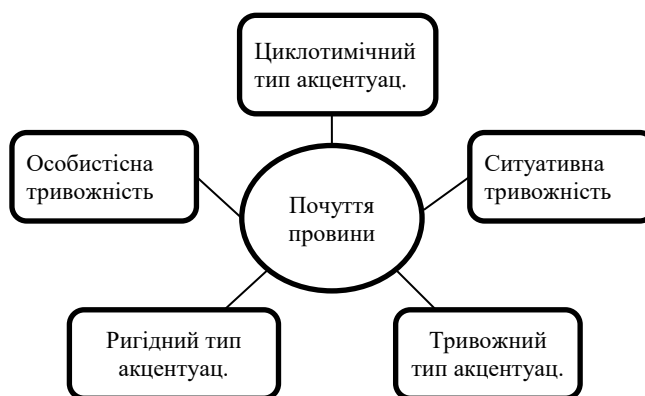 Циклотимічний
тип акцентуац.
Особистісна
тривожність
Ситуативна
тривожність
Почуття
провини
Ригідний тип
акцентуац.
Тривожний
тип акцентуац.